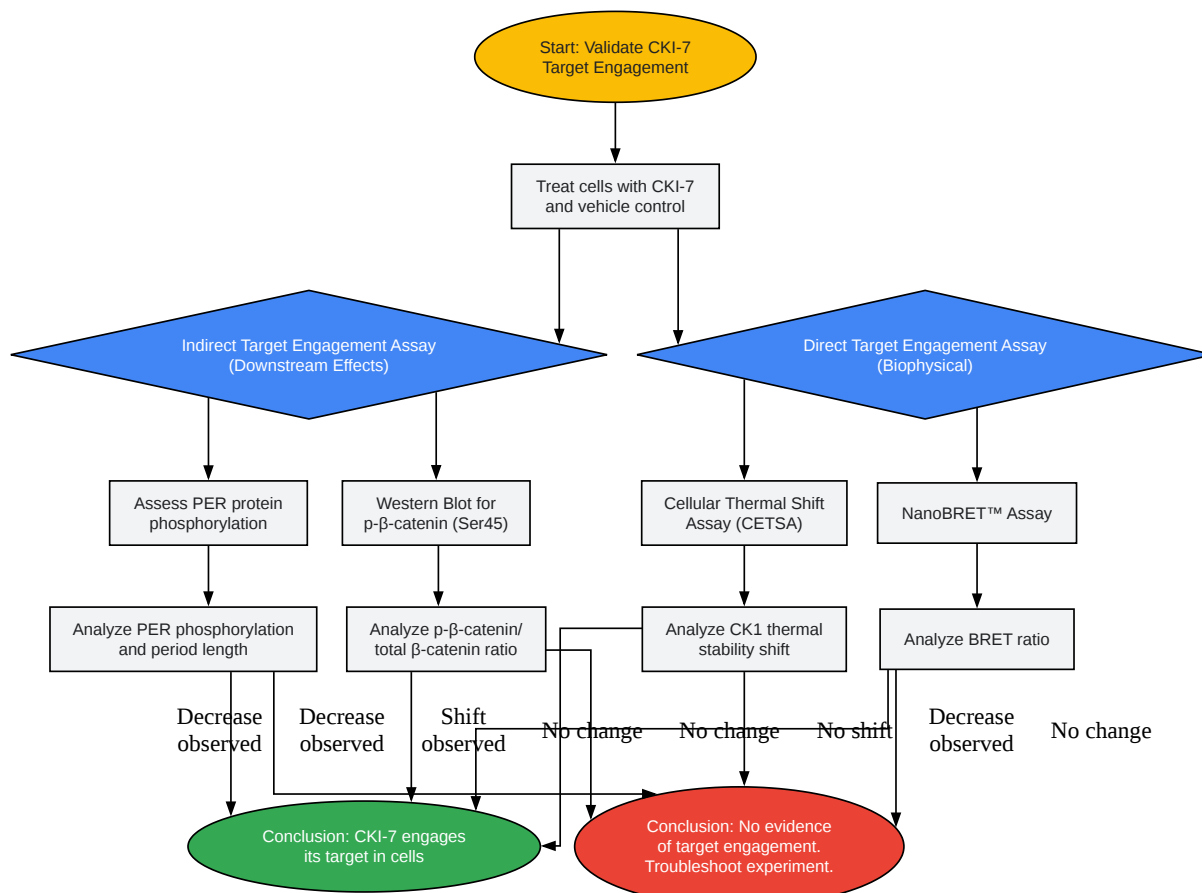 Start: Validate CKI-7
Target Engagement
Treat cells with CKI-7
and vehicle control
Indirect Target Engagement Assay
(Downstream Effects)
Direct Target Engagement Assay
(Biophysical)
Assess PER protein
phosphorylation
Western Blot for
p-β-catenin (Ser45)
Cellular Thermal Shift
Assay (CETSA)
NanoBRET™ Assay
Analyze PER phosphorylation
and period length
Analyze p-β-catenin/
total β-catenin ratio
Analyze CK1 thermal
stability shift
Analyze BRET ratio
Decrease
observed
Decrease
observed
Shift
observed
No change
No change
No shift
Decrease
observed
No change
Conclusion: CKI-7 engages
its target in cells
Conclusion: No evidence
of target engagement.
Troubleshoot experiment.